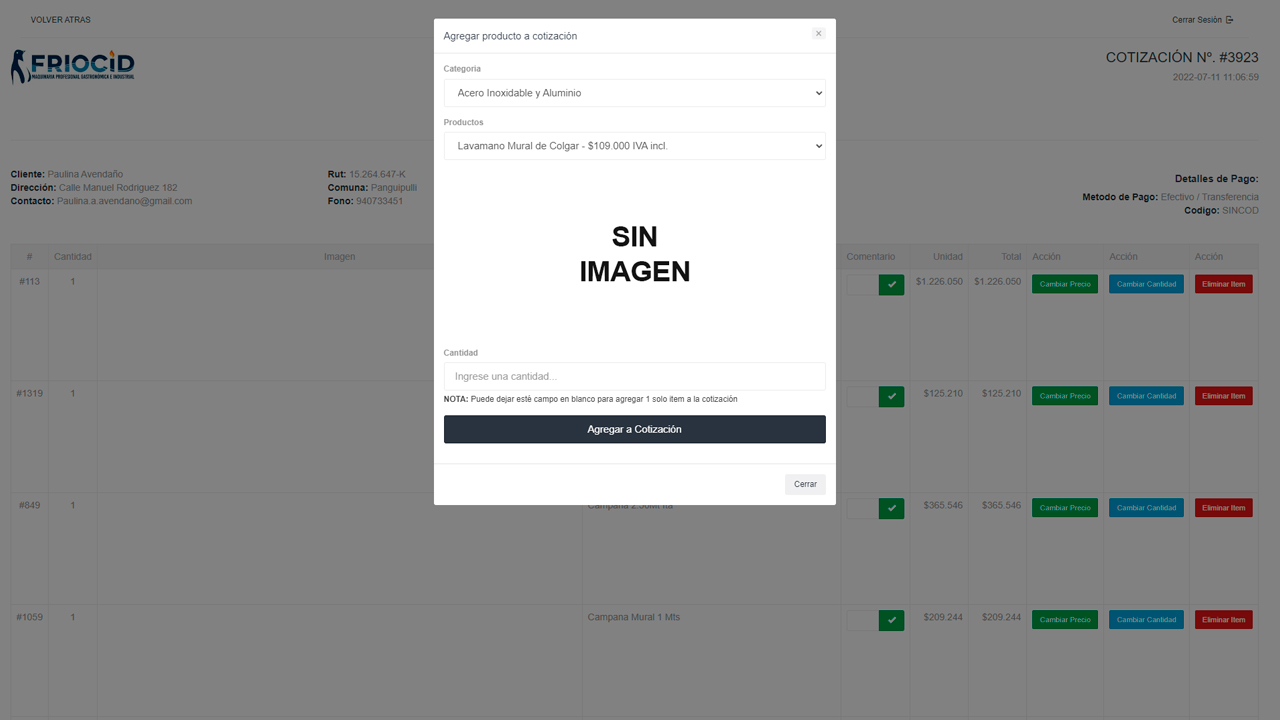 VOLVER ATRAS
Cerrar Sesión
FRIOCID
MAQUINARIA PROFESIONAL GASTRONOMICA E INDUSTRIAL
COTIZACIÓN Nº. #3923
2022-07-11 11:06:59
Agregar producto a cotización
×
Categoria
Acero Inoxidable y Aluminio
Productos
Lavamano Mural de Colgar - $109.000 IVA incl.
SIN
IMAGEN
Cantidad
Ingrese una cantidad...
NOTA: Puede dejar esté campo en blanco para agregar 1 solo item a la cotización
Agregar a Cotización
Cerrar
Cliente: Paulina Avendaño
Dirección: Calle Manuel Rodriguez 182
Contacto: Paulina.a.avendano@gmail.com
Rut: 15.264.647-K
Comuna: Panguipulli
Fono: 940733451
Detalles de Pago:
Metodo de Pago: Efectivo / Transferencia
Codigo: SINCOD
# Cantidad Imagen Comentario Unidad Total Acción Acción Acción
#113 1 $1.226.050 $1.226.050 Cambiar Precio Cambiar Cantidad Eliminar Item
#1319 1 $125.210 $125.210 Cambiar Precio Cambiar Cantidad Eliminar Item
#849 1 $365.546 $365.546 Cambiar Precio Cambiar Cantidad Eliminar Item
#1059 1 Campana Mural 1 Mts $209.244 $209.244 Cambiar Precio Cambiar Cantidad Eliminar Item